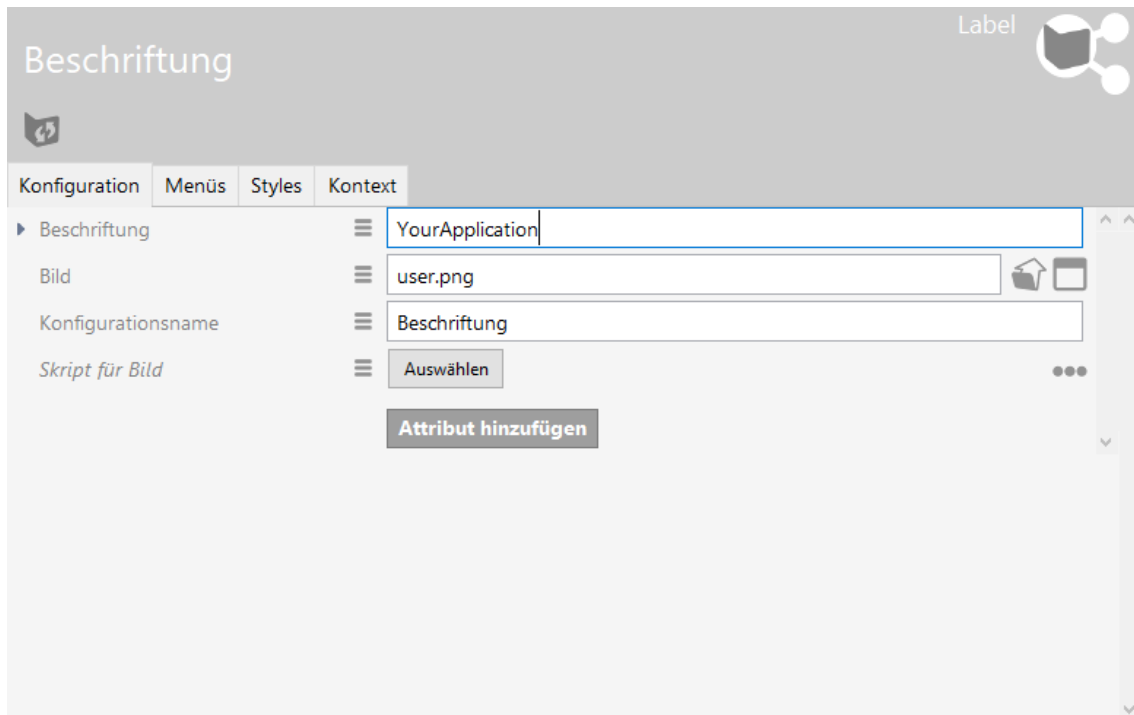 Label
Beschriftung
Konfiguration Menüs Styles Kontext
Beschriftung YourApplication
Bild user.png
Konfigurationsname Beschriftung
Skript für Bild Auswählen
Attribut hinzufügen